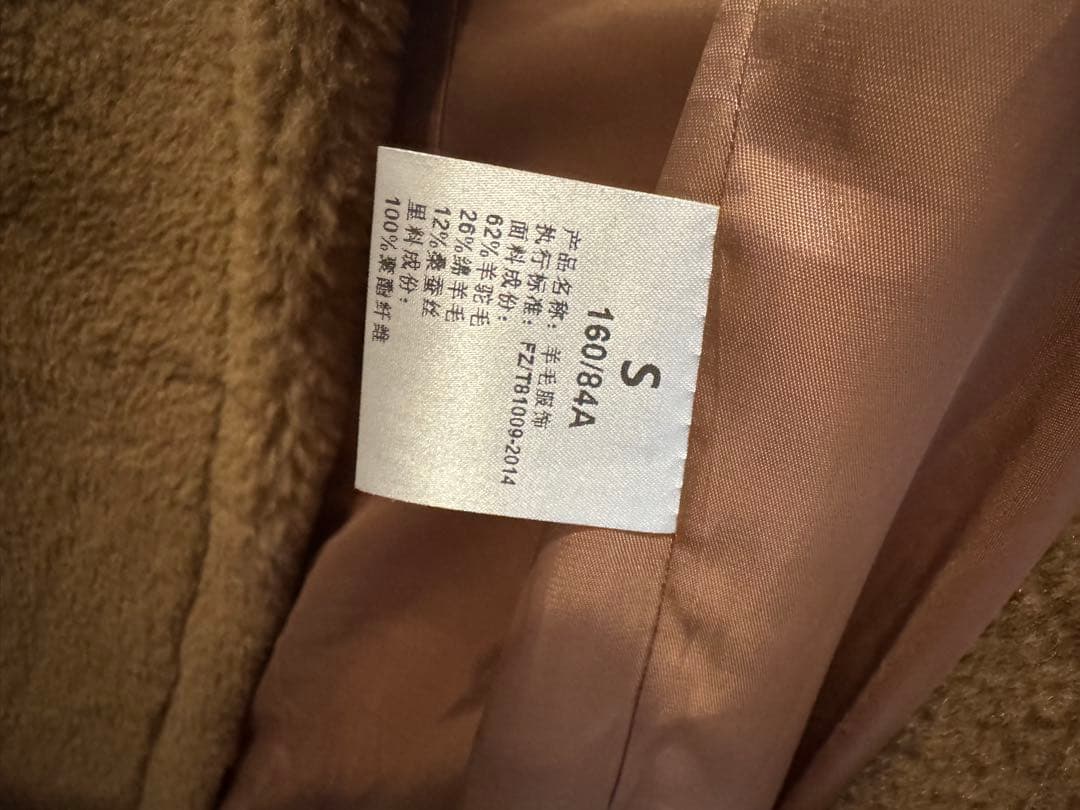 S
160/84A
产品名称：羊毛服饰
执行标准：FZ/T81009-2014
面料成份：
62%羊驼毛
26%绵羊毛
12%桑蚕丝
里料成份：
100%聚酯纤维